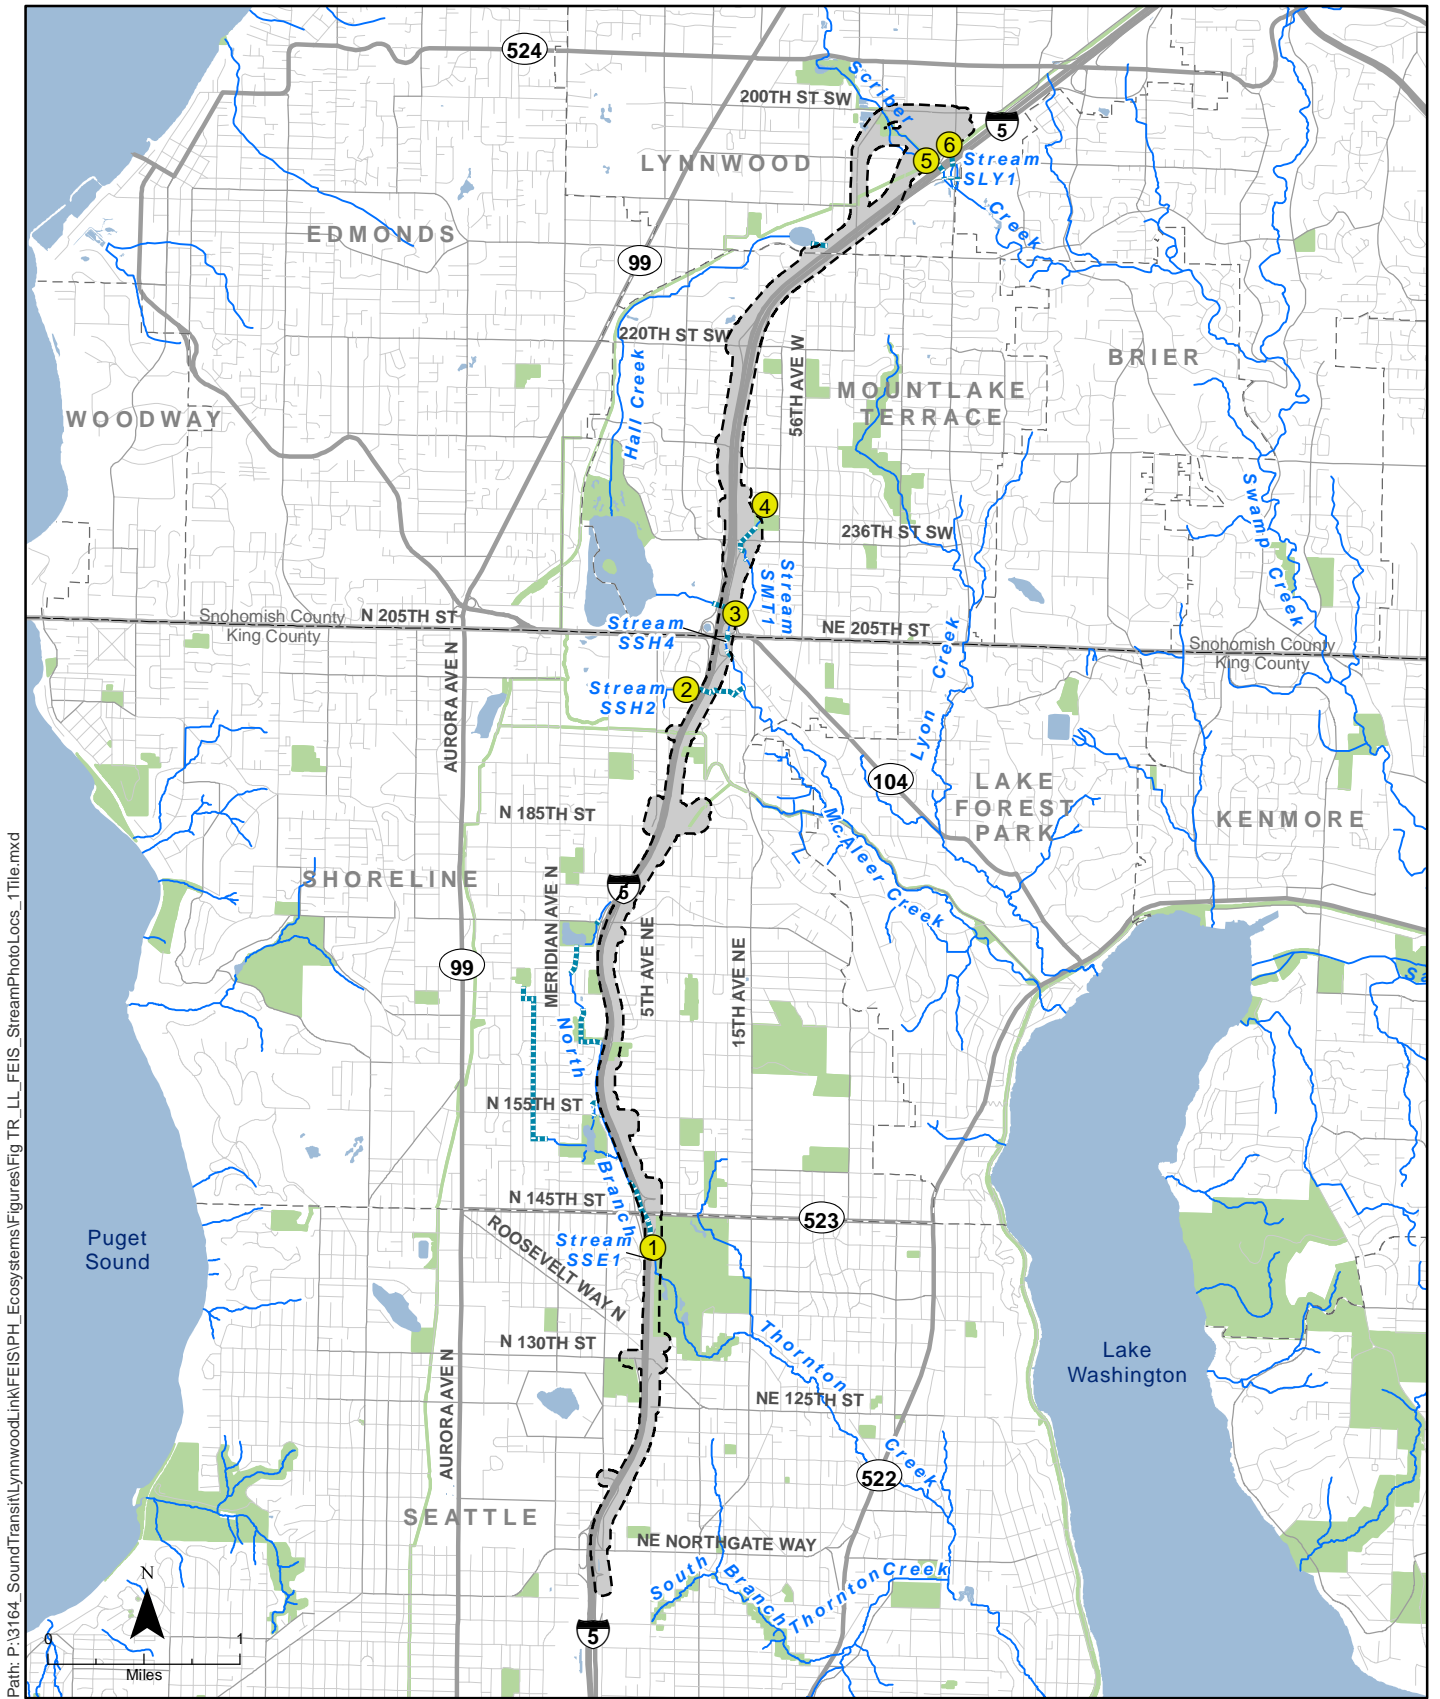 524
200TH ST SW
Scriber
5
6
5
Stream
SLY1
LYNNWOOD
Creek
EDMONDS
99
220TH ST SW
56TH AVE W
Hall Creek
BRIER
MOUNTLAKE
TERRACE
WOODWAY
Swamp
Creek
4
236TH ST SW
Stream
SMT1
3
Snohomish County
King County
N 205TH ST
Stream
SSH4
NE 205TH ST
Snohomish County
King County
Lyon Creek
AURORA AVE N
Stream
SSH2
2
104
LAKE
FOREST
PARK
N 185TH ST
Mc.Aleer Creek
KENMORE
SHORELINE
5
MERIDIAN AVE N
5TH AVE NE
15TH AVE NE
99
Sa
North
N 155TH ST
Branch
N 145TH ST
523
ROOSEVELT WAY N
Stream
SSE1
1
Puget
Sound
N 130TH ST
Thornton
Lake
Washington
AURORA AVE N
NE 125TH ST
Creek
522
SEATTLE
NE NORTHGATE WAY
South
Branch
Thornton Creek
N
5
0
1
Miles
Path: P:\3164_SoundTransit\LynnwoodLink\FEIS\PH_Ecosystems\Figures\Fig TR_LL_FEIS_StreamPhotoLocs_1Tile.mxd